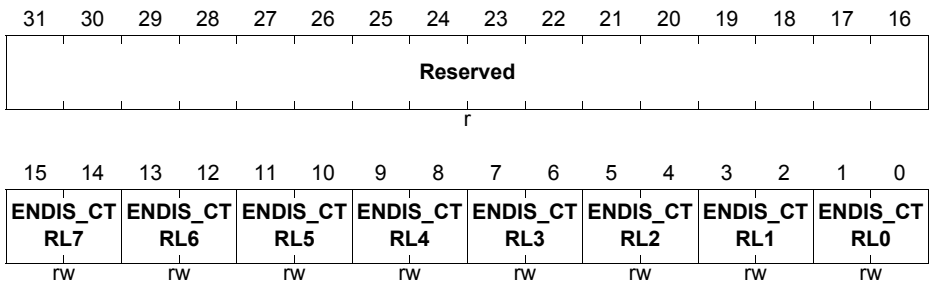 31 30 29 28 27 26 25 24 23 22 21 20 19 18 17 16
Reserved
r
15 14 13 12 11 10 9 8 7 6 5 4 3 2 1 0
ENDIS_CT ENDIS_CT ENDIS_CT ENDIS_CT ENDIS_CT ENDIS_CT ENDIS_CT ENDIS_CT
RL7 RL6 RL5 RL4 RL3 RL2 RL1 RL0
rw rw rw rw rw rw rw rw